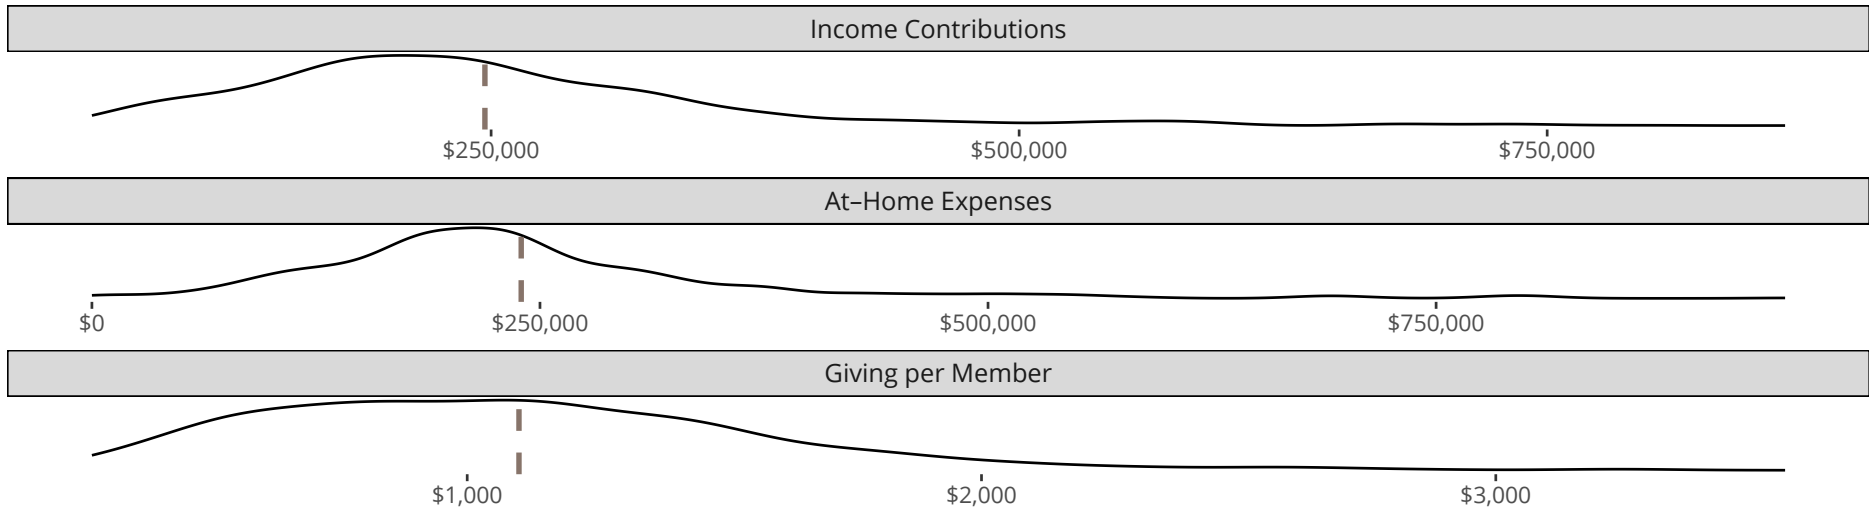 Income Contributions
$250,000 $500,000 $750,000
At–Home Expenses
$0 $250,000 $500,000 $750,000
Giving per Member
$1,000 $2,000 $3,000